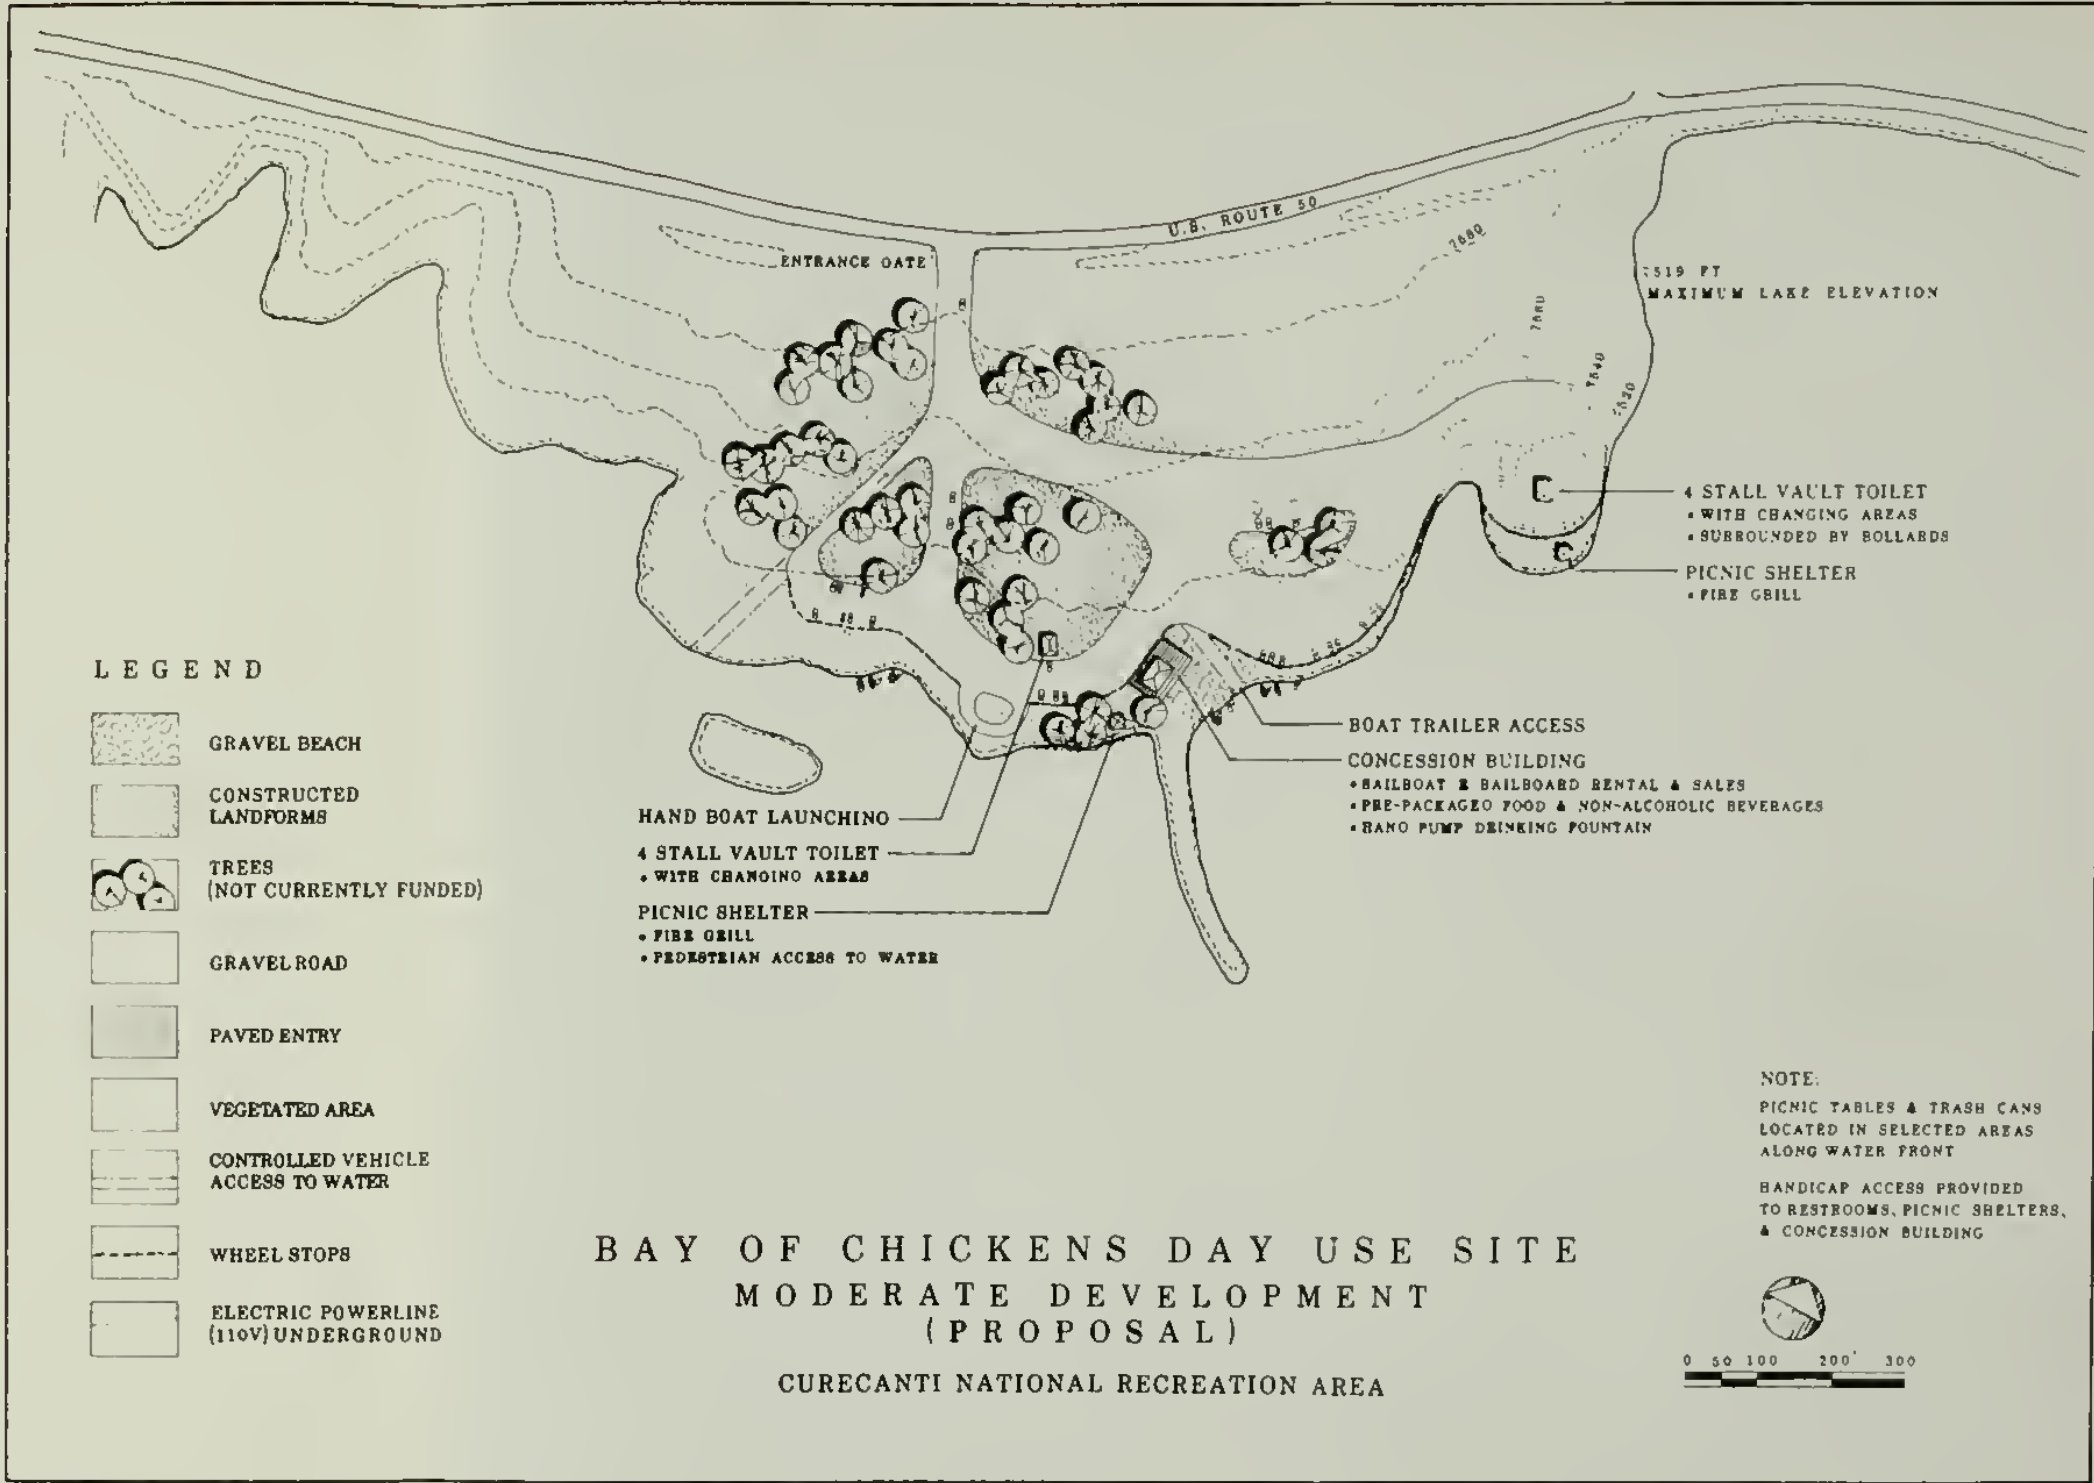 U.S. ROUTE 50
ENTRANCE GATE
7680
7519 FT
MAXIMUM LAKE ELEVATION
7540
7520
4 STALL VAULT TOILET
• WITH CHANGING AREAS
• SURROUNDED BY BOLLARDS
PICNIC SHELTER
• FIRE GRILL
BOAT TRAILER ACCESS
CONCESSION BUILDING
• SAILBOAT & SAILBOARD RENTAL & SALES
• PRE-PACKAGED FOOD & NON-ALCOHOLIC BEVERAGES
• HAND PUMP DRINKING FOUNTAIN
HAND BOAT LAUNCHING
4 STALL VAULT TOILET
• WITH CHANGING AREAS
PICNIC SHELTER
• FIRE GRILL
• PEDESTRIAN ACCESS TO WATER
LEGEND
GRAVEL BEACH
CONSTRUCTED
LANDFORMS
TREES
(NOT CURRENTLY FUNDED)
GRAVEL ROAD
PAVED ENTRY
VEGETATED AREA
CONTROLLED VEHICLE
ACCESS TO WATER
WHEEL STOPS
ELECTRIC POWERLINE
(110V) UNDERGROUND
NOTE:
PICNIC TABLES & TRASH CANS
LOCATED IN SELECTED AREAS
ALONG WATER FRONT
HANDICAP ACCESS PROVIDED
TO RESTROOMS, PICNIC SHELTERS,
& CONCESSION BUILDING
BAY OF CHICKENS DAY USE SITE
MODERATE DEVELOPMENT
(PROPOSAL)
CURECANTI NATIONAL RECREATION AREA
0 50 100 200' 300